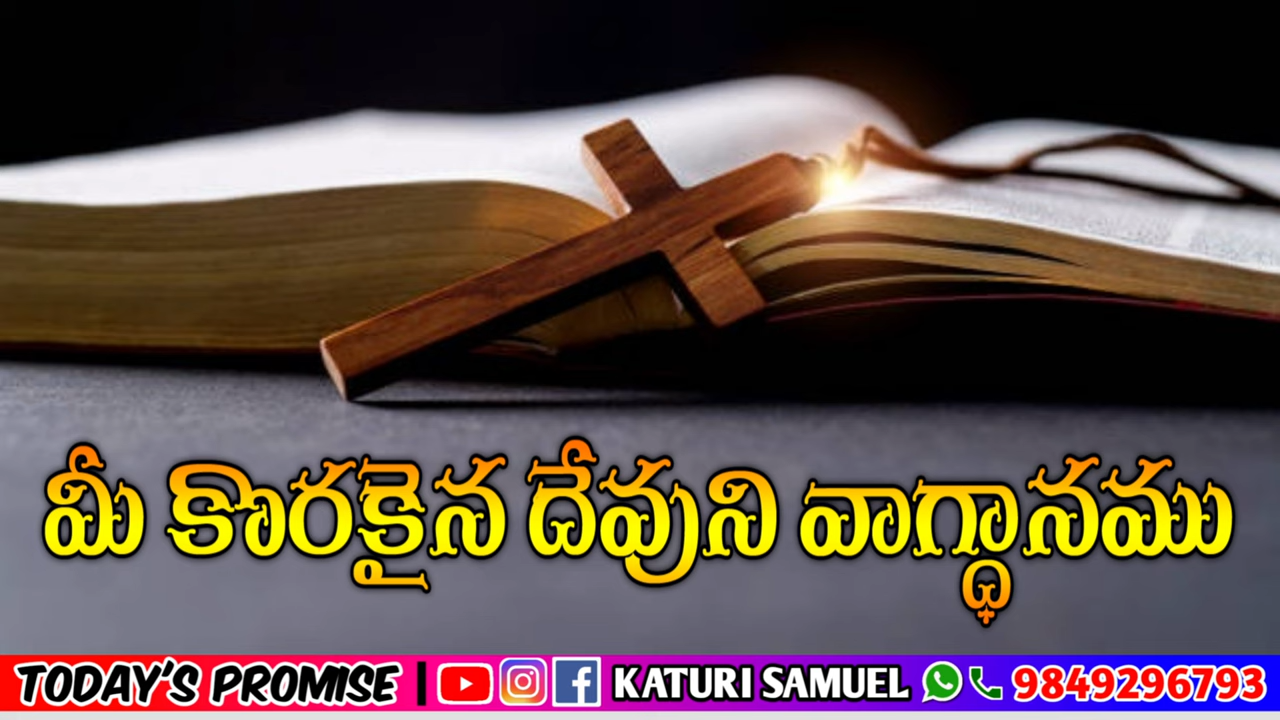 మీ కొరకైన దేవుని వాగ్ధానము
TODAY'S PROMISE | KATURI SAMUEL 9849296793